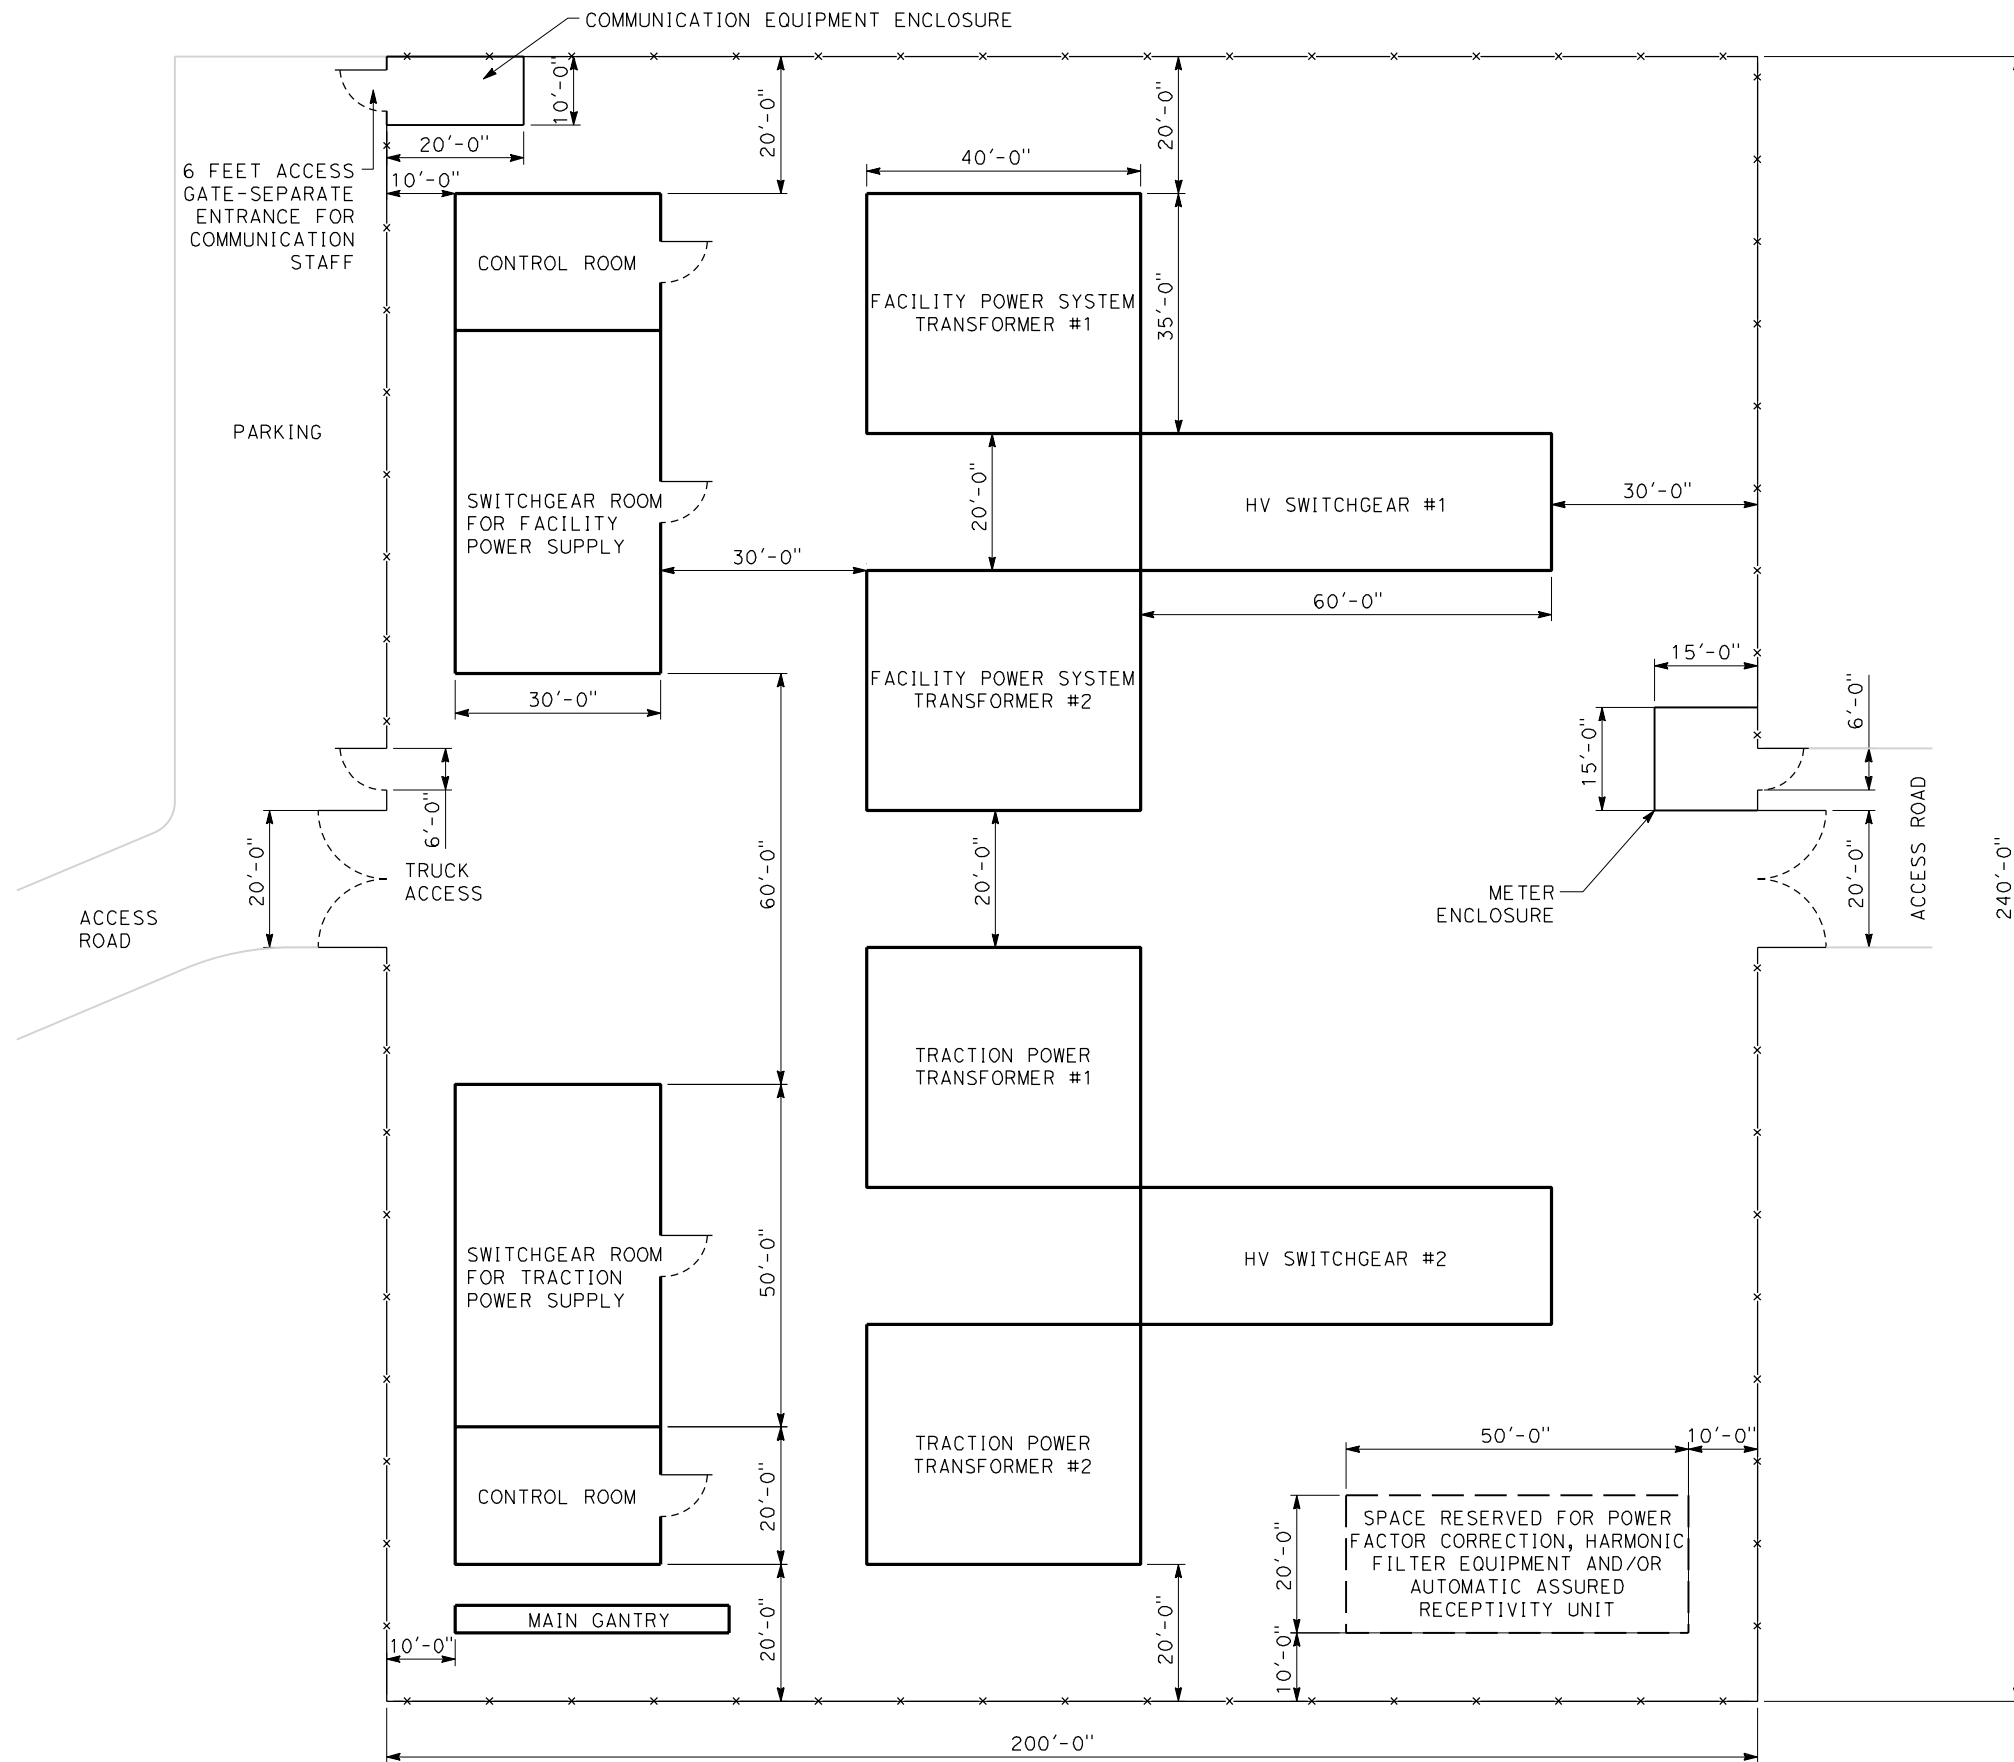 COMMUNICATION EQUIPMENT ENCLOSURE
10'-0"
20'-0"
20'-0"
20'-0"
6 FEET ACCESS
GATE-SEPARATE
ENTRANCE FOR
COMMUNICATION
STAFF
10'-0"
40'-0"
CONTROL ROOM
FACILITY POWER SYSTEM
TRANSFORMER #1
35'-0"
PARKING
SWITCHGEAR ROOM
FOR FACILITY
POWER SUPPLY
20'-0"
HV SWITCHGEAR #1
30'-0"
30'-0"
60'-0"
FACILITY POWER SYSTEM
TRANSFORMER #2
30'-0"
15'-0"
15'-0"
6'-0"
6'-0"
20'-0"
TRUCK
ACCESS
60'-0"
20'-0"
METER
ENCLOSURE
20'-0"
ACCESS ROAD
240'-0"
ACCESS
ROAD
TRACTION POWER
TRANSFORMER #1
SWITCHGEAR ROOM
FOR TRACTION
POWER SUPPLY
50'-0"
HV SWITCHGEAR #2
TRACTION POWER
TRANSFORMER #2
50'-0"
10'-0"
CONTROL ROOM
20'-0"
20'-0"
SPACE RESERVED FOR POWER
FACTOR CORRECTION, HARMONIC
FILTER EQUIPMENT AND/OR
AUTOMATIC ASSURED
RECEPTIVITY UNIT
MAIN GANTRY
10'-0"
20'-0"
20'-0"
10'-0"
200'-0"